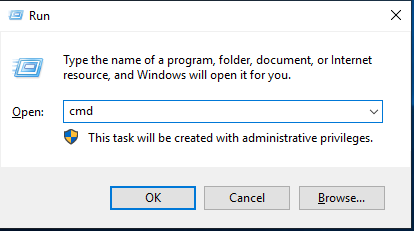 Run
Type the name of a program, folder, document, or Internet
resource, and Windows will open it for you.
Open: cmd
This task will be created with administrative privileges.
OK Cancel Browse...